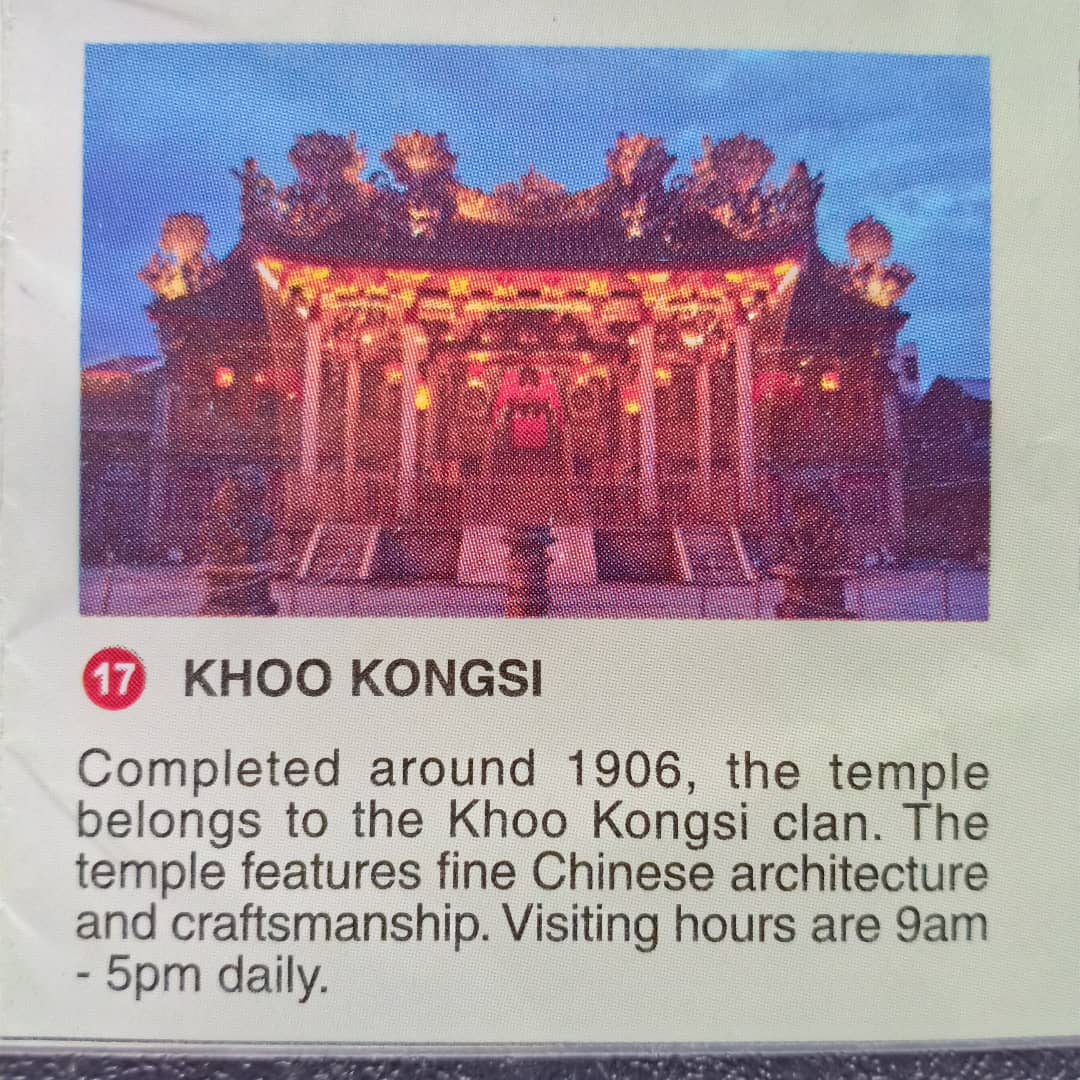 17 KHOO KONGSI
Completed around 1906, the temple
belongs to the Khoo Kongsi clan. The
temple features fine Chinese architecture
and craftsmanship. Visiting hours are 9am
- 5pm daily.